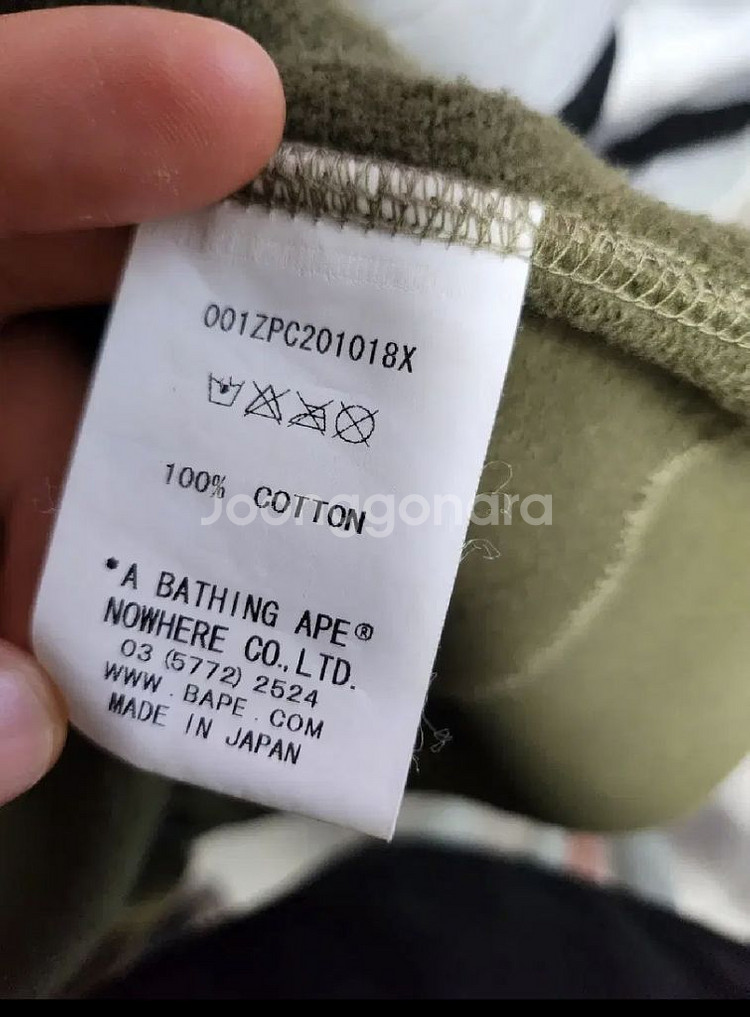 001ZPC201018X
100% COTTON
Joonggonara
*A BATHING APE®
NOWHERE CO.,LTD.
03 (5772) 2524
WWW . BAPE . COM
MADE IN JAPAN